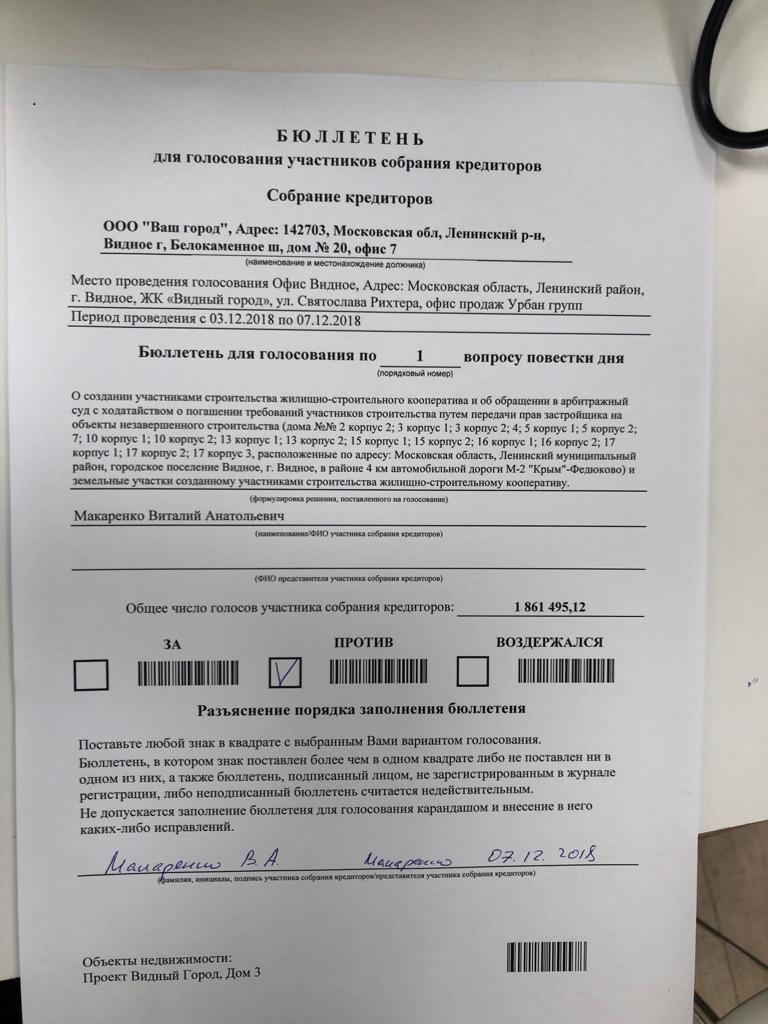 БЮЛЛЕТЕНЬ
для голосования участников собрания кредиторов
Собрание кредиторов
ООО "Ваш город", Адрес: 142703, Московская обл, Ленинский р-н,
Видное г, Белокаменное ш, дом № 20, офис 7
(наименование и местонахождение должника)
Место проведения голосования Офис Видное, Адрес: Московская область, Ленинский район,
г. Видное, ЖК «Видный город», ул. Святослава Рихтера, офис продаж Урбан групп
Период проведения с 03.12.2018 по 07.12.2018
Бюллетень для голосования по 1 вопросу повестки дня
(порядковый номер)
О создании участниками строительства жилищно-строительного кооператива и об обращении в арбитражный
суд с ходатайством о погашении требований участников строительства путем передачи прав застройщика на
объекты незавершенного строительства (дома №№ 2 корпус 2; 3 корпус 1; 3 корпус 2; 4; 5 корпус 1; 5 корпус 2;
7; 10 корпус 1; 10 корпус 2; 13 корпус 1; 13 корпус 2; 15 корпус 1; 15 корпус 2; 16 корпус 1; 16 корпус 2; 17
корпус 1; 17 корпус 2; 17 корпус 3, расположенные по адресу: Московская область, Ленинский муниципальный
район, городское поселение Видное, г. Видное, в районе 4 км автомобильной дороги М-2 "Крым"-Федюково) и
земельные участки созданному участниками строительства жилищно-строительному кооперативу.
(формулировка решения, поставленного на голосование)
Макаренко Виталий Анатольевич
(наименование/ФИО участника собрания кредиторов)
(ФИО представителя участника собрания кредиторов)
Общее число голосов участника собрания кредиторов: 1 861 495,12
ЗА ПРОТИВ ВОЗДЕРЖАЛСЯ
Разъяснение порядка заполнения бюллетеня
Поставьте любой знак в квадрате с выбранным Вами вариантом голосования.
Бюллетень, в котором знак поставлен более чем в одном квадрате либо не поставлен ни в
одном из них, а также бюллетень, подписанный лицом, не зарегистрированным в журнале
регистрации, либо неподписанный бюллетень считается недействительным.
Не допускается заполнение бюллетеня для голосования карандашом и внесение в него
каких-либо исправлений.
Макаренко В.А. Макаренко 07.12.2018
(фамилия, инициалы, подпись участника собрания кредиторов/представителя участника собрания кредиторов)
Объекты недвижимости:
Проект Видный Город, Дом 3